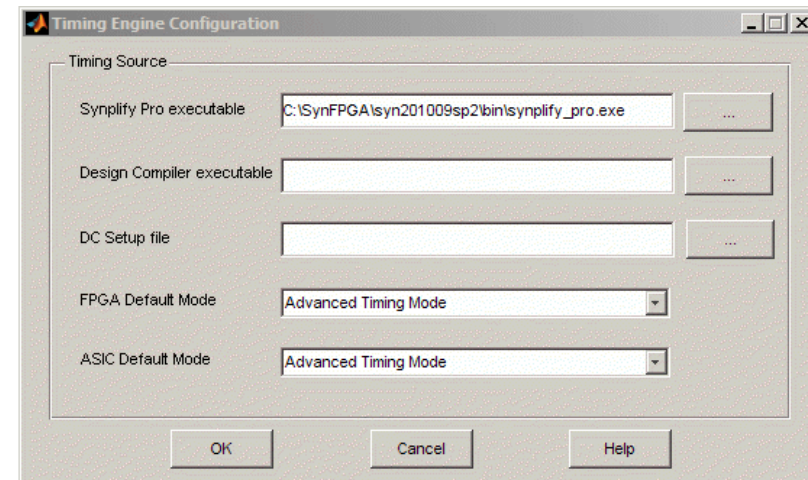 Timing Engine Configuration
Timing Source
Synplify Pro executable C:\SynFPGA\syn201009sp2\bin\synplify_pro.exe ...
Design Compiler executable ...
DC Setup file ...
FPGA Default Mode Advanced Timing Mode
ASIC Default Mode Advanced Timing Mode
OK Cancel Help